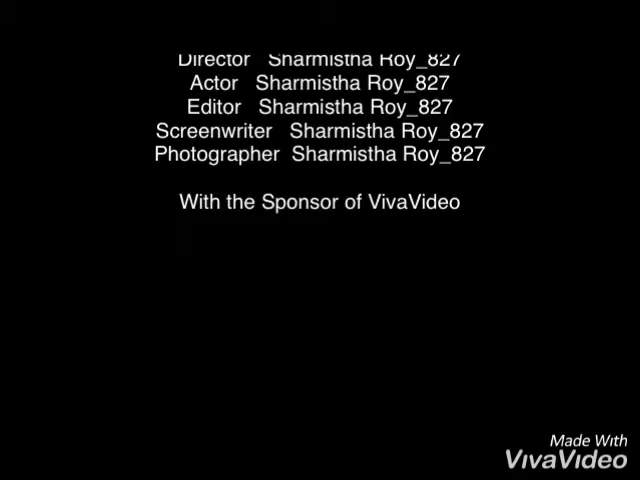 Director Sharmistha Roy_827
Actor Sharmistha Roy_827
Editor Sharmistha Roy_827
Screenwriter Sharmistha Roy_827
Photographer Sharmistha Roy_827
With the Sponsor of VivaVideo
Made With
VivaVideo